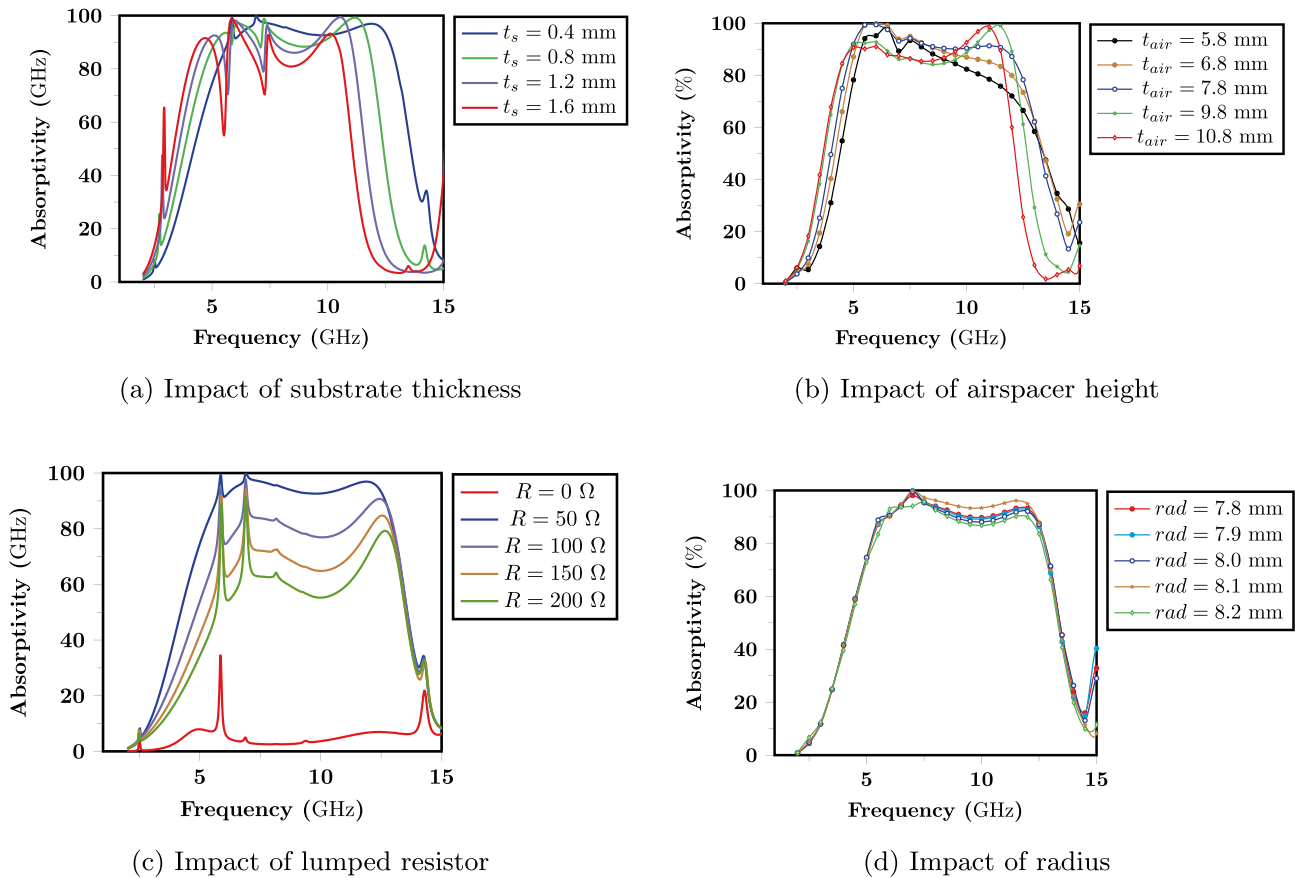 100
80
60
40
20
0
5
10
15
Absorptivity (GHz)
Frequency (GHz)
t_s = 0.4 mm
t_s = 0.8 mm
t_s = 1.2 mm
t_s = 1.6 mm
(a) Impact of substrate thickness
100
80
60
40
20
0
5
10
15
Absorptivity (%)
Frequency (GHz)
t_air = 5.8 mm
t_air = 6.8 mm
t_air = 7.8 mm
t_air = 9.8 mm
t_air = 10.8 mm
(b) Impact of airspacer height
100
80
60
40
20
0
5
10
15
Absorptivity (GHz)
Frequency (GHz)
R = 0 Ω
R = 50 Ω
R = 100 Ω
R = 150 Ω
R = 200 Ω
(c) Impact of lumped resistor
100
80
60
40
20
0
5
10
15
Absorptivity (%)
Frequency (GHz)
rad = 7.8 mm
rad = 7.9 mm
rad = 8.0 mm
rad = 8.1 mm
rad = 8.2 mm
(d) Impact of radius